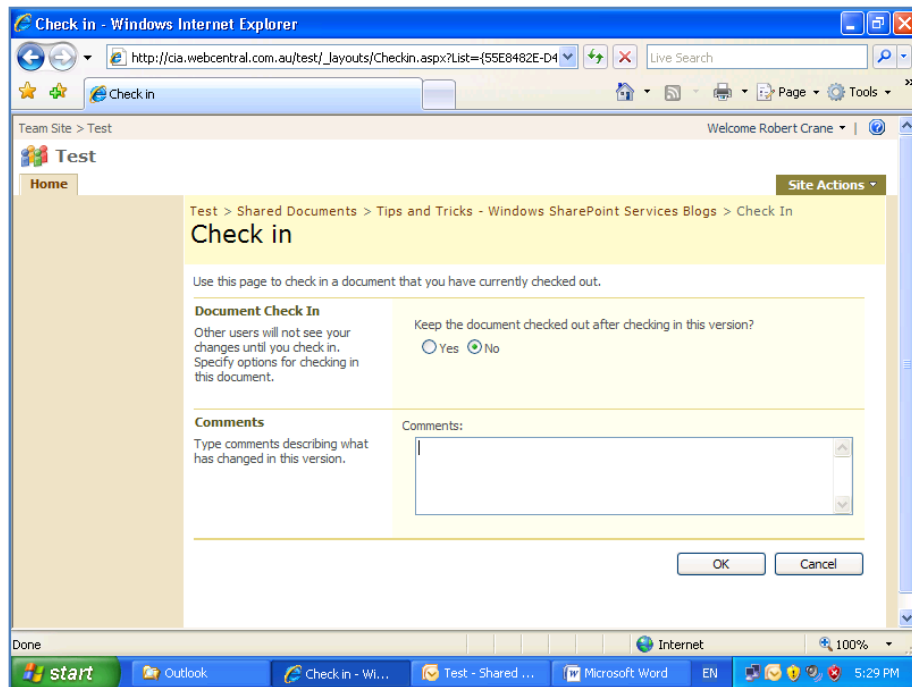 Check in - Windows Internet Explorer
http://cia.webcentral.com.au/test/_layouts/Checkin.aspx?List={55E8482E-D4
Live Search
Check in
Page
Tools
»
Team Site > Test
Welcome Robert Crane
Test
Home
Site Actions
Test > Shared Documents > Tips and Tricks - Windows SharePoint Services Blogs > Check In
Check in
Use this page to check in a document that you have currently checked out.
Document Check In
Other users will not see your
changes until you check in.
Specify options for checking in
this document.
Keep the document checked out after checking in this version?
Yes No
Comments
Type comments describing what
has changed in this version.
Comments:
OK
Cancel
Done
Internet
100%
start
Outlook
Check in - Wi...
Test - Shared ...
Microsoft Word
EN
5:29 PM